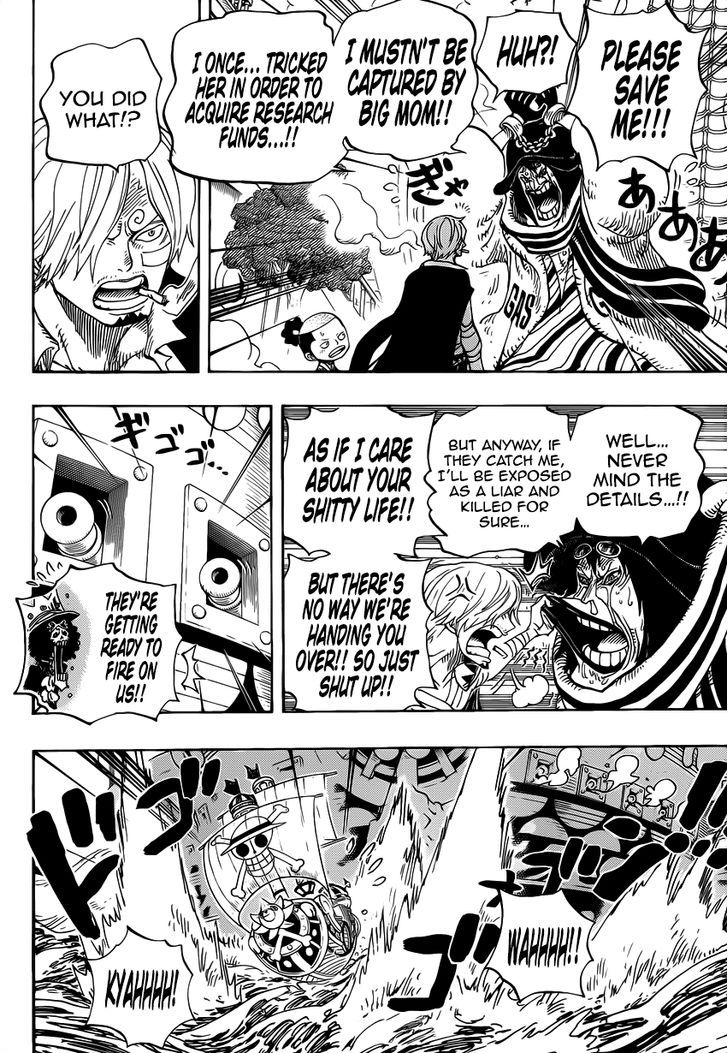 PLEASE
SAVE
ME!!!
HUH?!
I MUSTN'T BE
CAPTURED BY
BIG MOM!!
I ONCE... TRICKED
HER IN ORDER TO
ACQUIRE RESEARCH
FUNDS...!!
YOU DID
WHAT!?
GAS
あああ
WELL...
NEVER
MIND THE
DETAILS...!!
BUT ANYWAY, IF
THEY CATCH ME,
I'LL BE EXPOSED
AS A LIAR AND
KILLED FOR
SURE...
AS IF I CARE
ABOUT YOUR
SHITTY LIFE!!
BUT THERE'S
NO WAY WE'RE
HANDING YOU
OVER!! SO JUST
SHUT UP!!
ギギ
ゴゴ...
THEY'RE
GETTING
READY TO
FIRE ON
US!!
ドドドゴ
WAHHHH!!
KYAHHHH!